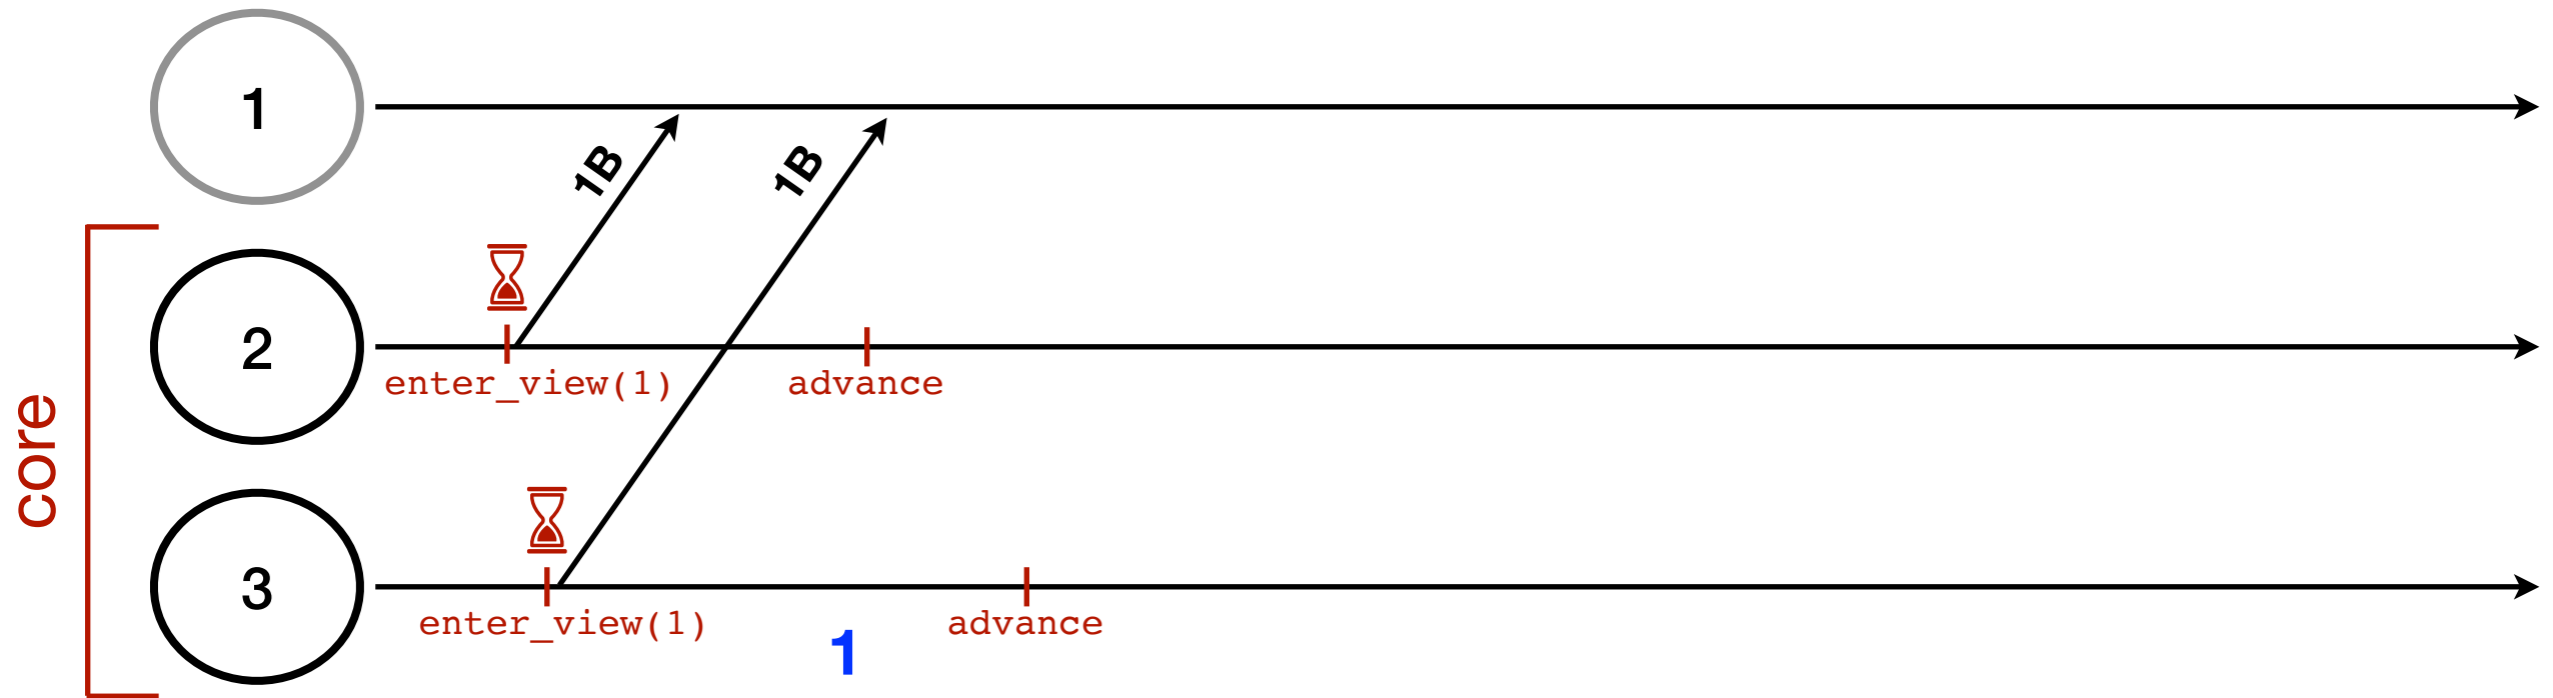 1
1B
1B
2
enter_view(1)
advance
core
3
enter_view(1)
advance
1